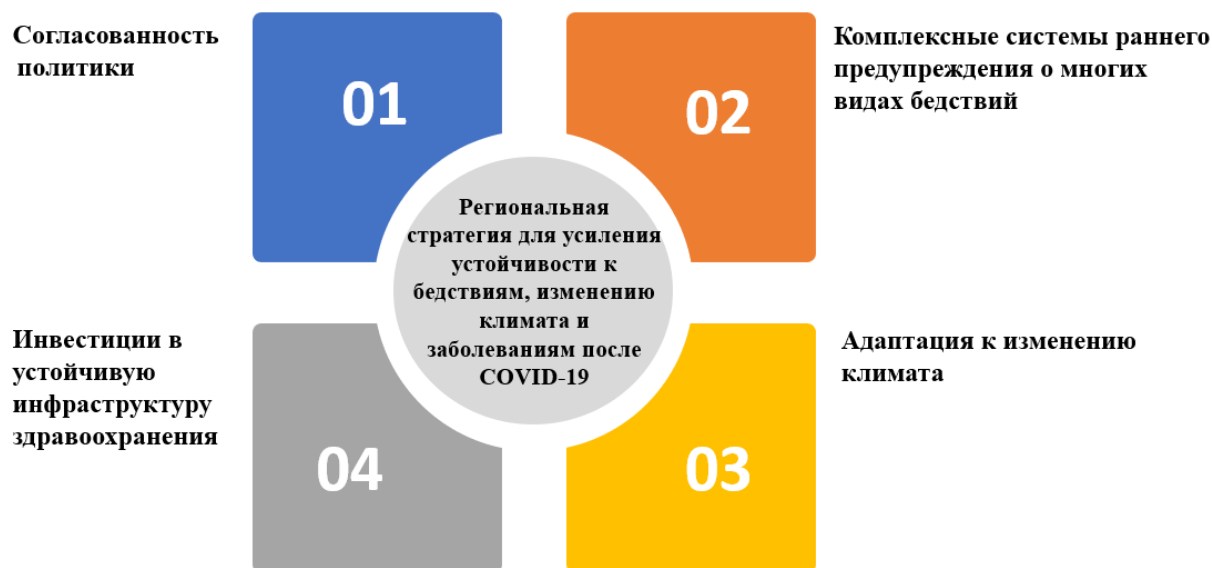 Согласованность
политики
01
02
Комплексные системы раннего
предупреждения о многих
видах бедствий
Региональная
стратегия для усиления
устойчивости к
бедствиям, изменению
климата и
заболеваниям после
COVID-19
Инвестиции в
устойчивую
инфраструктуру
здравоохранения
04
03
Адаптация к изменению
климата